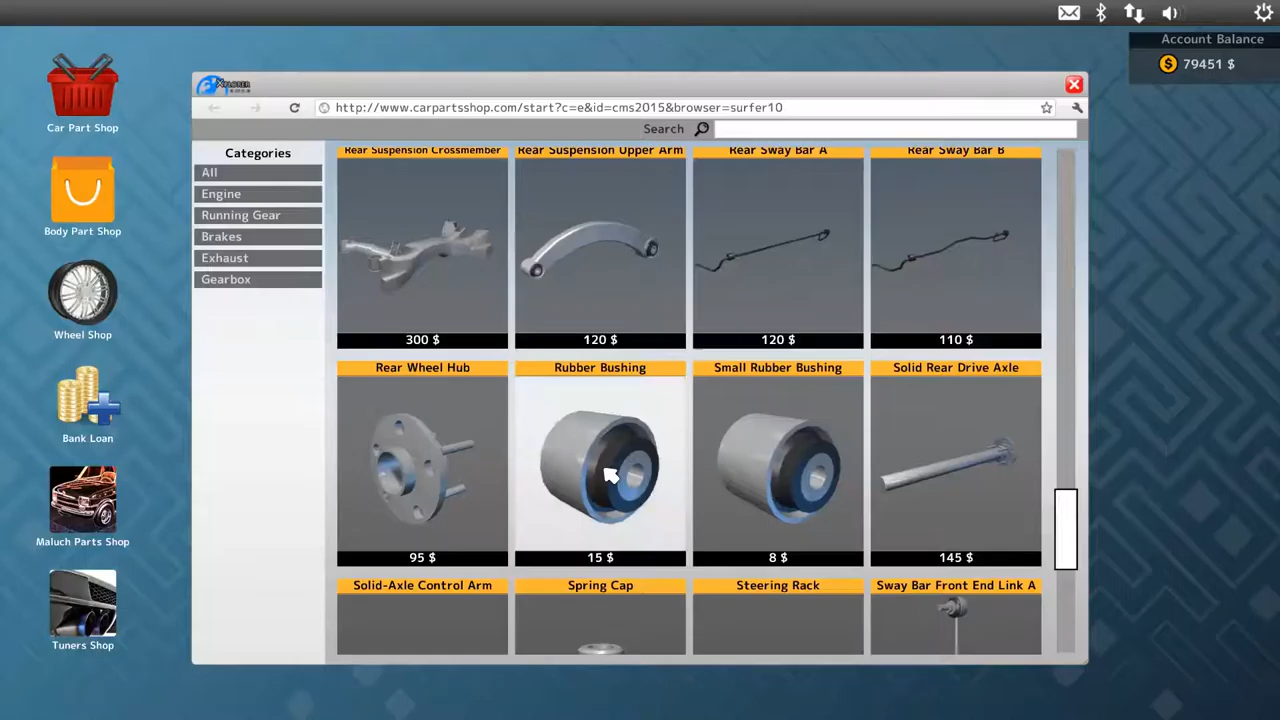 Account Balance
$ 79451 $
Car Part Shop
Body Part Shop
Wheel Shop
Bank Loan
Maluch Parts Shop
Tuners Shop
XPLORER
http://www.carpartsshop.com/start?c=e&id=cms2015&browser=surfer10
Search
Categories
All
Engine
Running Gear
Brakes
Exhaust
Gearbox
Rear Suspension Crossmember
Rear Suspension Upper Arm
Rear Sway Bar A
Rear Sway Bar B
300 $
120 $
120 $
110 $
Rear Wheel Hub
Rubber Bushing
Small Rubber Bushing
Solid Rear Drive Axle
95 $
15 $
8 $
145 $
Solid-Axle Control Arm
Spring Cap
Steering Rack
Sway Bar Front End Link A